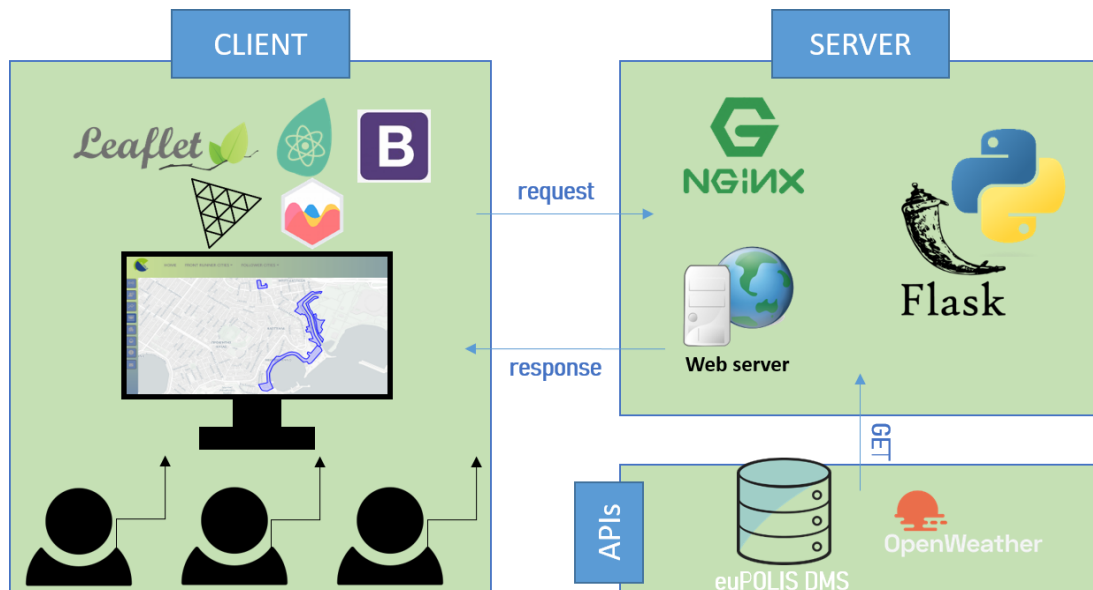 CLIENT
Leaflet
B
request
response
SERVER
NGiNX
Flask
Web server
GET
APIs
euPOLIS DMS
OpenWeather